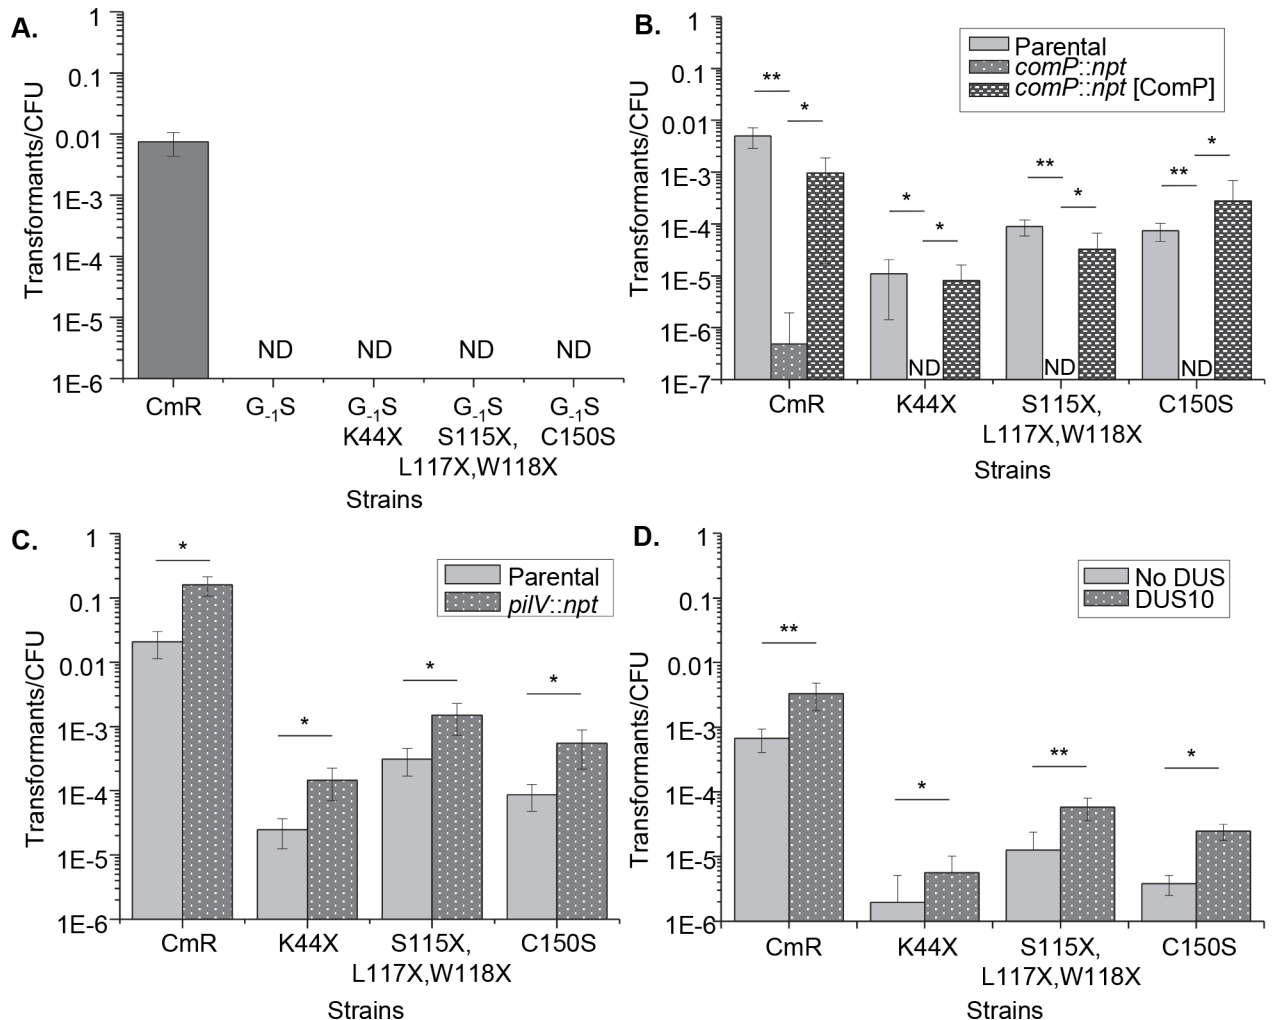 A.
1
0.1
0.01
1E-3
1E-4
1E-5
1E-6
Transformants/CFU
ND ND ND ND
CmR G-1S G-1S G-1S G-1S
K44X S115X, C150S
L117X,W118X
Strains
B.
1
0.1
0.01
1E-3
1E-4
1E-5
1E-6
1E-7
Transformants/CFU
Parental
comP::npt
comP::npt [ComP]
** *
* *
** *
** *
ND ND ND
CmR K44X S115X, C150S
L117X,W118X
Strains
C.
1
0.1
0.01
1E-3
1E-4
1E-5
1E-6
Transformants/CFU
Parental
pilV::npt
* * * *
CmR K44X S115X, C150S
L117X,W118X
Strains
D.
1
0.1
0.01
1E-3
1E-4
1E-5
1E-6
Transformants/CFU
No DUS
DUS10
** * ** *
CmR K44X S115X, C150S
L117X,W118X
Strains